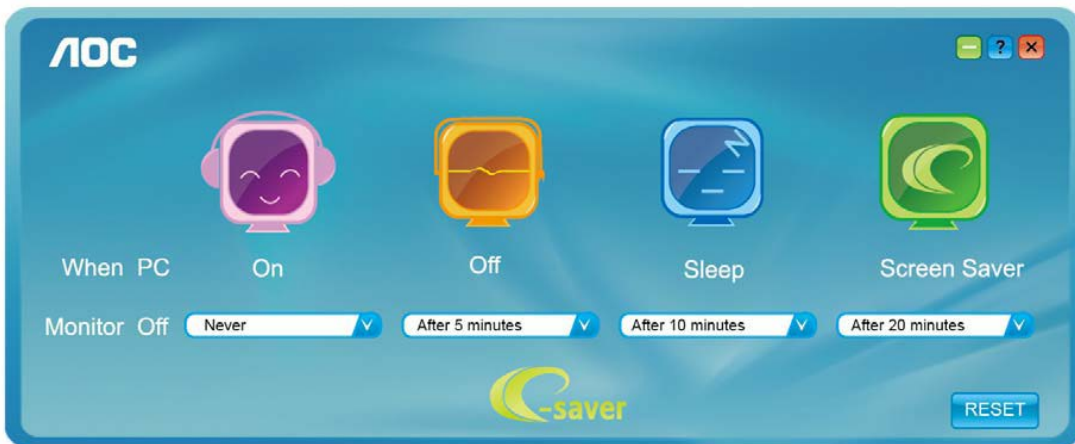 AOC
?
When PC On Off Sleep Screen Saver
Monitor Off Never After 5 minutes After 10 minutes After 20 minutes
e-saver
RESET